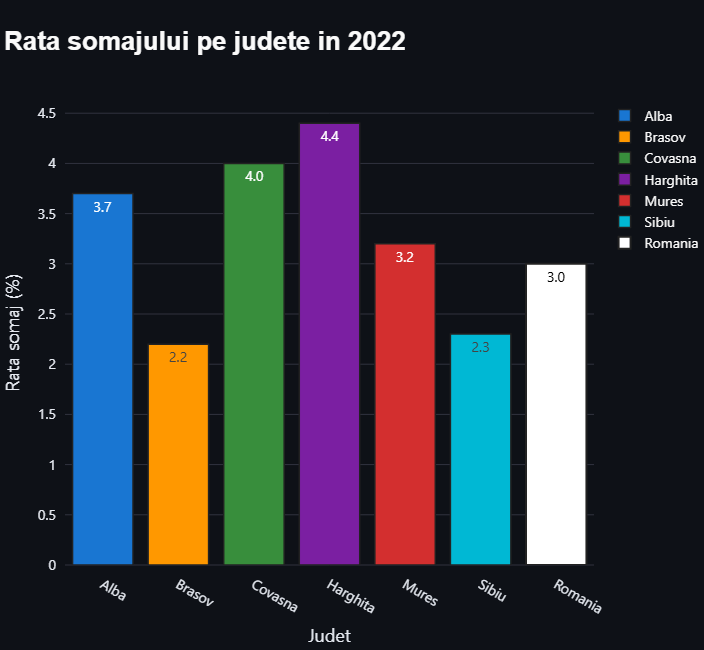 Rata somajului pe judete in 2022
4.5
4
3.5
3
2.5
2
1.5
1
0.5
0
Rata somaj (%)
3.7
2.2
4.0
4.4
3.2
2.3
3.0
Alba
Brasov
Covasna
Harghita
Mures
Sibiu
Romania
Judet
Alba
Brasov
Covasna
Harghita
Mures
Sibiu
Romania